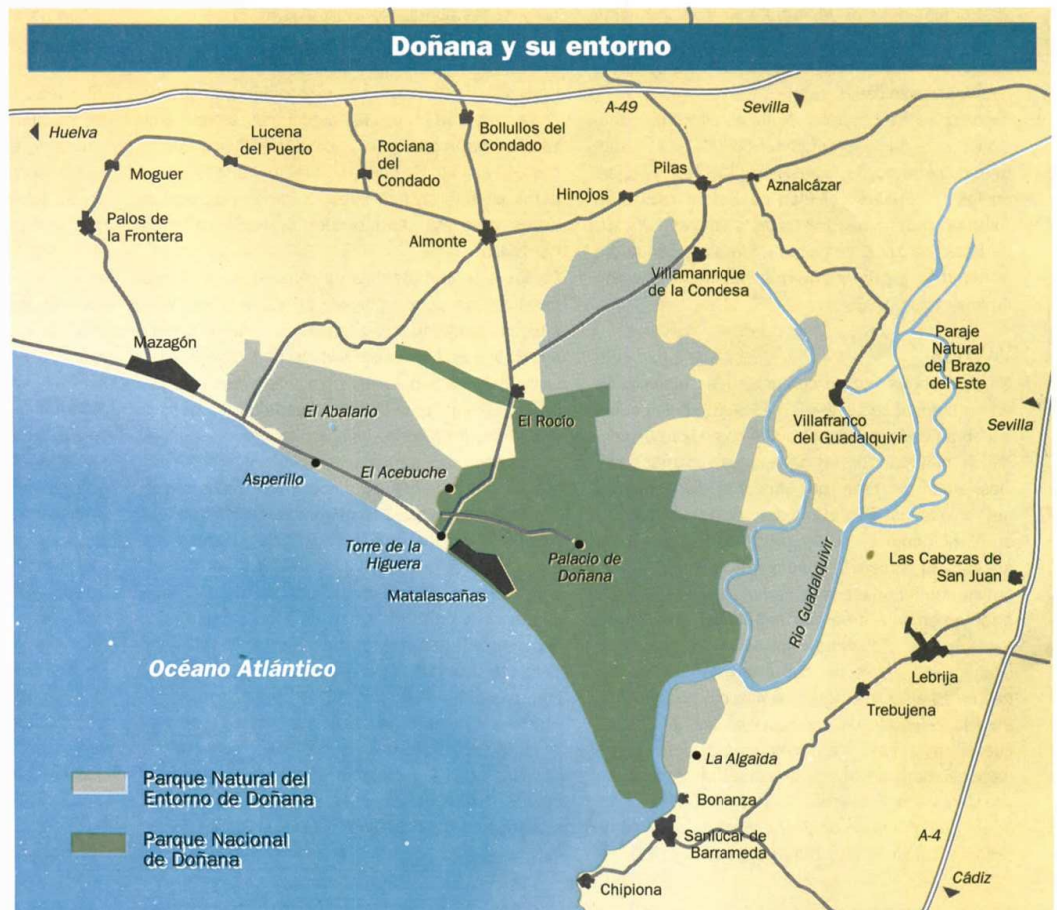 Doñana y su entorno
A-49
Sevilla
Huelva
Lucena
del Puerto
Bollullos del
Condado
Rociana
del
Condado
Moguer
Pilas
Hinojos
Aznalcázar
Palos de
la Frontera
Almonte
Villamanrique
de la Condesa
Mazagón
Paraje
Natural
del Brazo
del Este
El Abalario
El Rocío
Villafranco
del Guadalquivir
Sevilla
Asperillo
El Acebuche
Torre de la
Higuera
Palacio de
Doñana
Matalascañas
Río Guadalquivir
Las Cabezas de
San Juan
Océano Atlántico
Lebrija
Trebujena
La Algaìda
Parque Natural del
Entorno de Doñana
Bonanza
Parque Nacional
de Doñana
Sanlúcar de
Barrameda
A-4
Cádiz
Chipiona